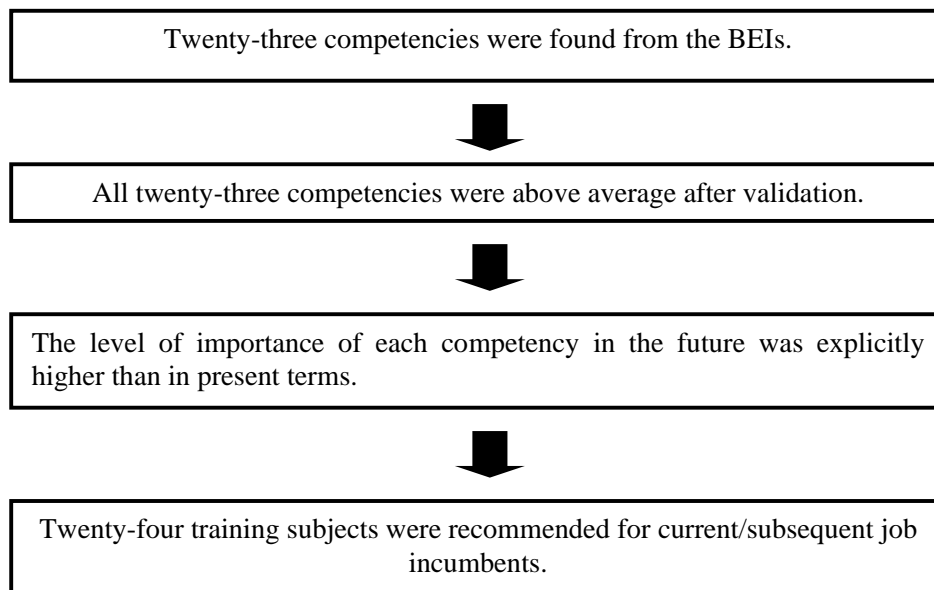 Twenty-three competencies were found from the BEIs.
All twenty-three competencies were above average after validation.
The level of importance of each competency in the future was explicitly
higher than in present terms.
Twenty-four training subjects were recommended for current/subsequent job
incumbents.